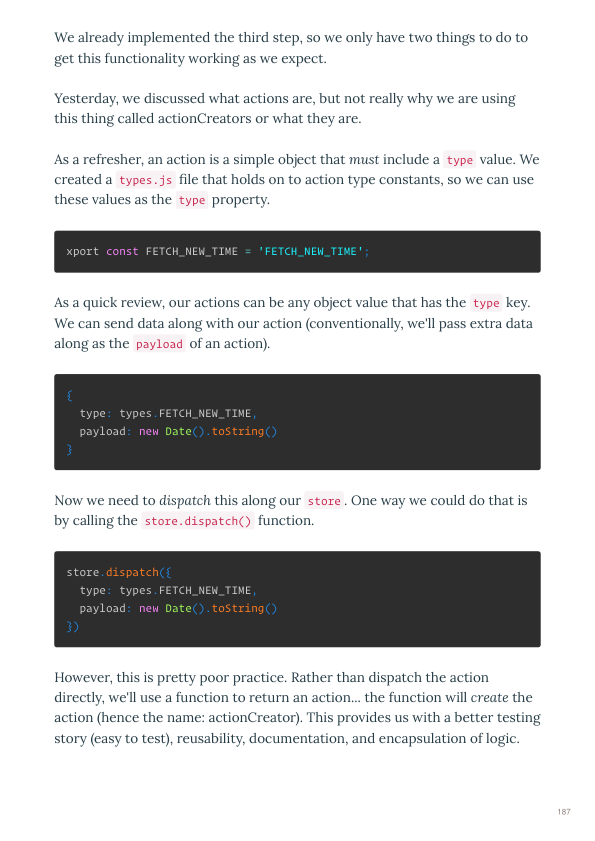 We already implemented the third step, so we only have two things to do to
get this functionality working as we expect.
Yesterday, we discussed what actions are, but not really why we are using
this thing called actionCreators or what they are.
As a refresher, an action is a simple object that must include a type value. We
created a types.js file that holds on to action type constants, so we can use
these values as the type property.
xport const FETCH_NEW_TIME = 'FETCH_NEW_TIME';
As a quick review, our actions can be any object value that has the type key.
We can send data along with our action (conventionally, we'll pass extra data
along as the payload of an action).
{
  type: types.FETCH_NEW_TIME,
  payload: new Date().toString()
}
Now we need to dispatch this along our store. One way we could do that is
by calling the store.dispatch() function.
store.dispatch({
  type: types.FETCH_NEW_TIME,
  payload: new Date().toString()
})
However, this is pretty poor practice. Rather than dispatch the action
directly, we'll use a function to return an action... the function will create the
action (hence the name: actionCreator). This provides us with a better testing
story (easy to test), reusability, documentation, and encapsulation of logic.
187